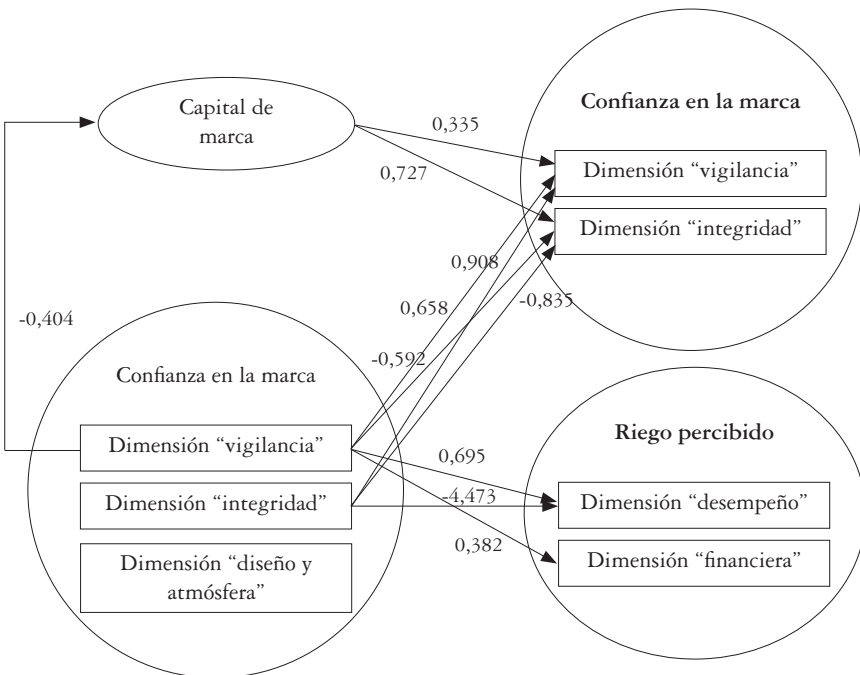 Capital de
marca
Confianza en la marca
Dimensión “vigilancia”
Dimensión “integridad”
0,335
0,727
0,908
-0,835
0,658
-0,592
-0,404
Confianza en la marca
Dimensión “vigilancia”
Dimensión “integridad”
Dimensión “diseño y
atmósfera”
Riego percibido
0,695
-4,473
0,382
Dimensión “desempeño”
Dimensión “financiera”